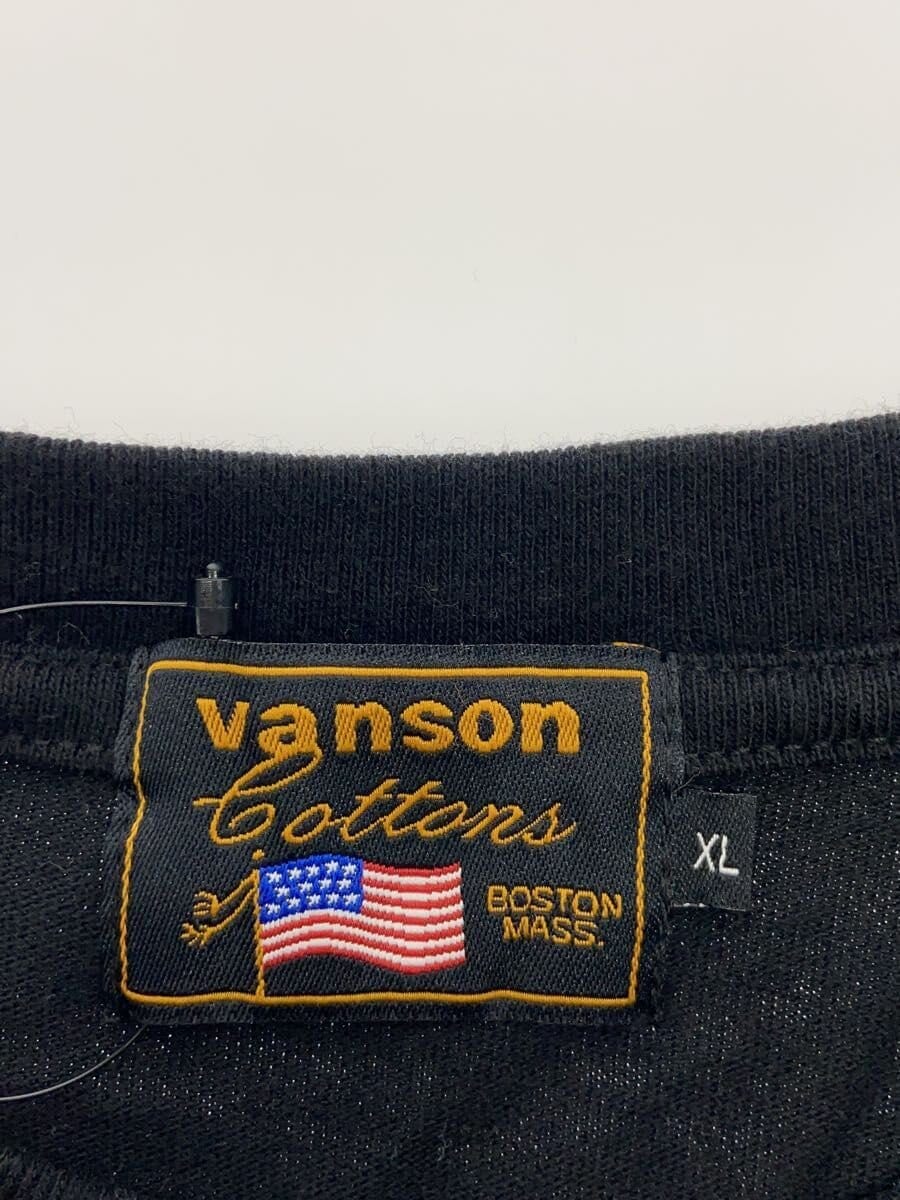 vanson
Cottons
BOSTON
MASS.
XL